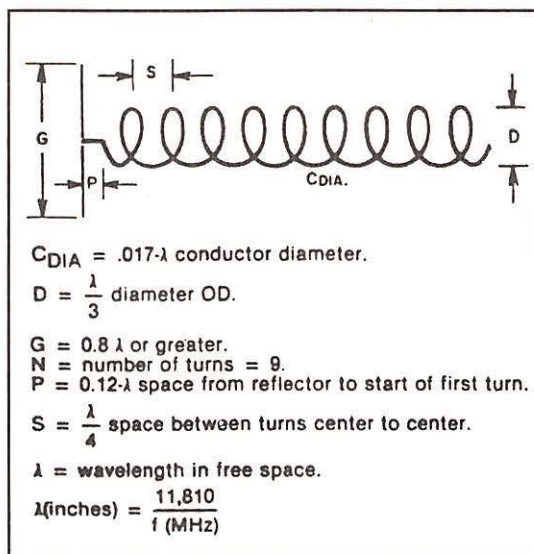 S
G
D
P
CDIA.
CDIA = .017-λ conductor diameter.
D = λ/3 diameter OD.
G = 0.8 λ or greater.
N = number of turns = 9.
P = 0.12-λ space from reflector to start of first turn.
S = λ/4 space between turns center to center.
λ = wavelength in free space.
λ(inches) = 11,810/f (MHz)